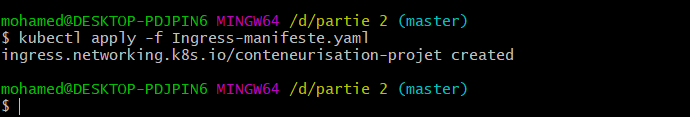 mohamed@DESKTOP-PDJPIN6 MINGW64 /d/partie 2 (master)
$ kubectl apply -f Ingress-manifeste.yaml
ingress.networking.k8s.io/conteneurisation-projet created
mohamed@DESKTOP-PDJPIN6 MINGW64 /d/partie 2 (master)
$